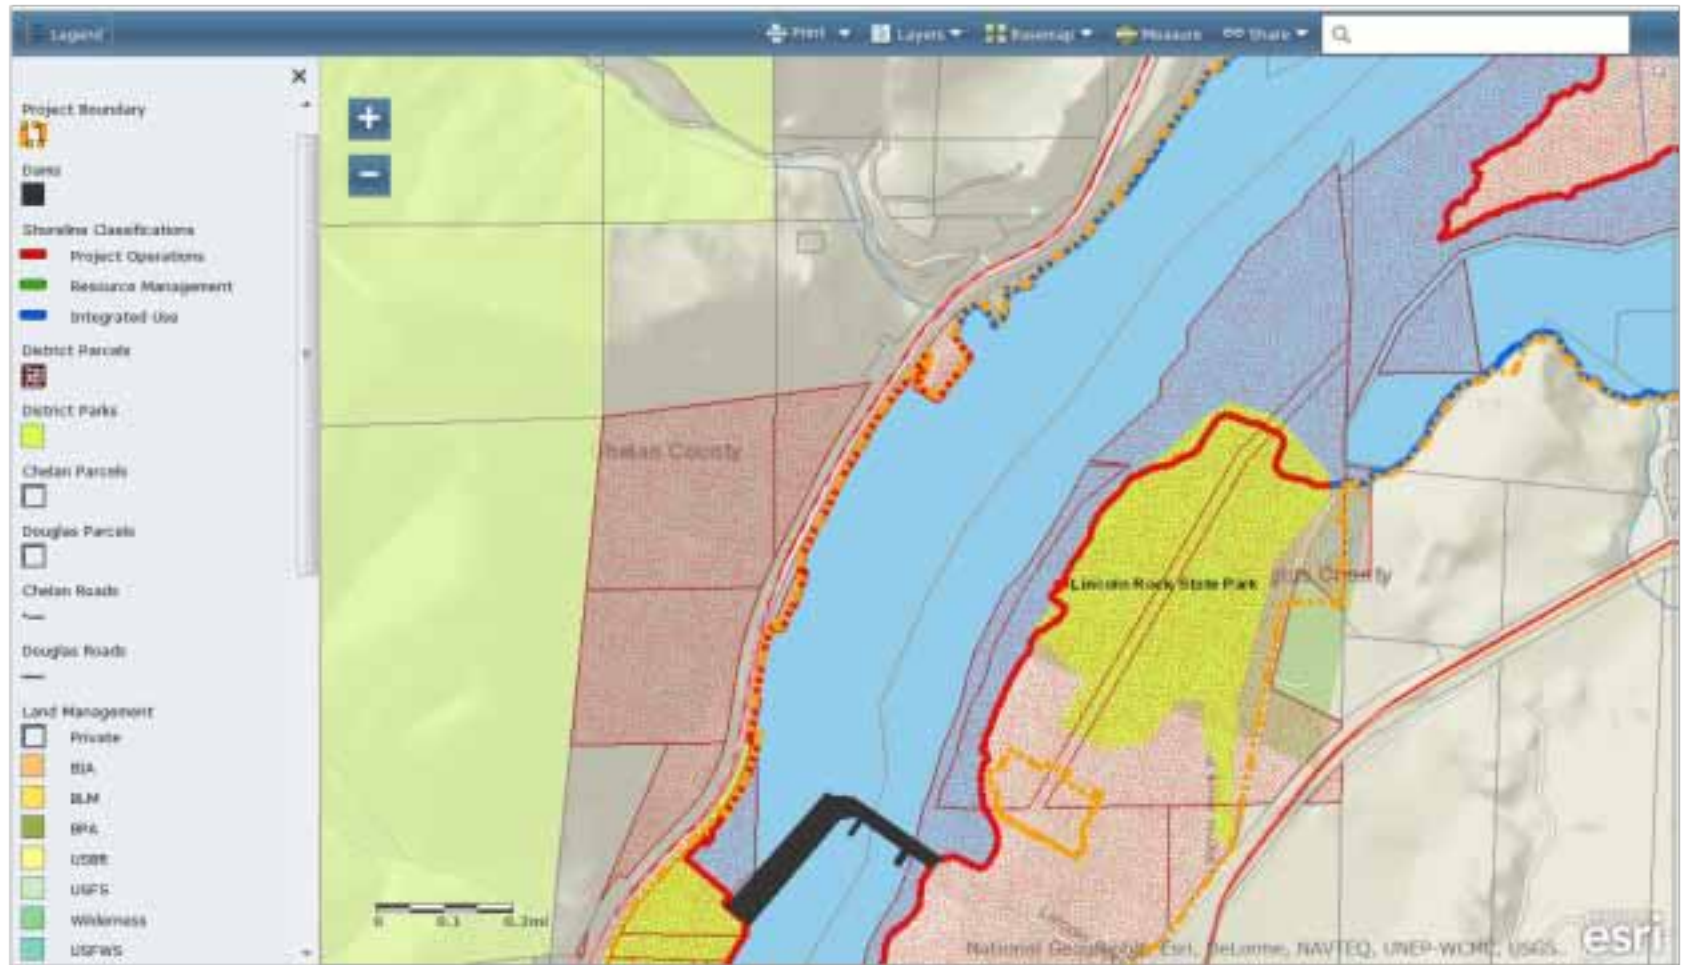 Legend
Print
Layers
Basemap
Measure
Share
Project Boundary
Dams
Shoreline Classifications
Project Operations
Resource Management
Integrated Use
District Parcels
District Parks
Chelan Parcels
Douglas Parcels
Chelan Roads
Douglas Roads
Land Management
Private
BIA
BLM
BPA
USBR
USFS
Wilderness
USFWS
helan County
Lincoln Rock State Park
County
0 0.1 0.2mi
National Geographic, Esri, DeLorme, NAVTEQ, UNEP-WCMC, USGS
esri